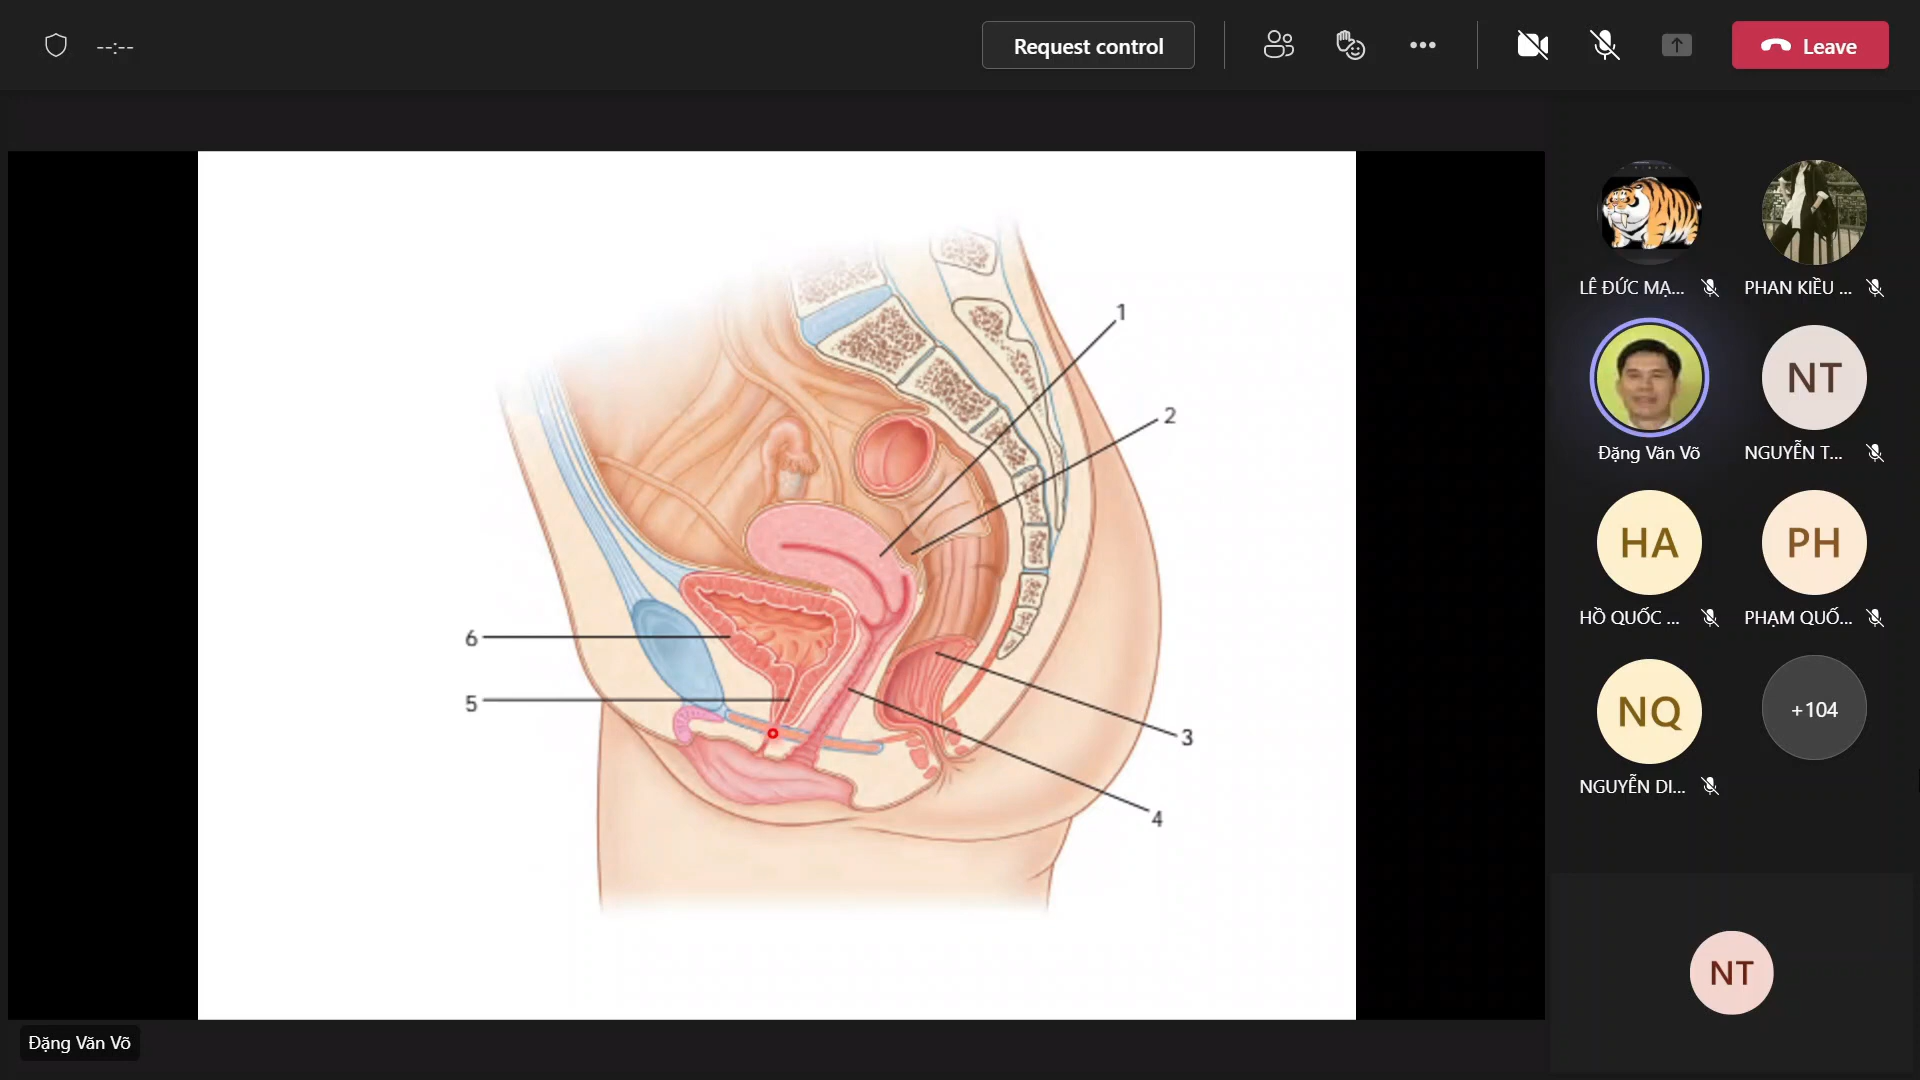 --:--
Request control
Leave
1
2
3
4
5
6
LÊ ĐỨC MẠ...
PHAN KIỀU ...
Đặng Văn Võ
NT
NGUYỄN T...
HA
HỒ QUỐC ...
PH
PHẠM QUỐ...
NQ
NGUYỄN DI...
+104
NT
Đặng Văn Võ